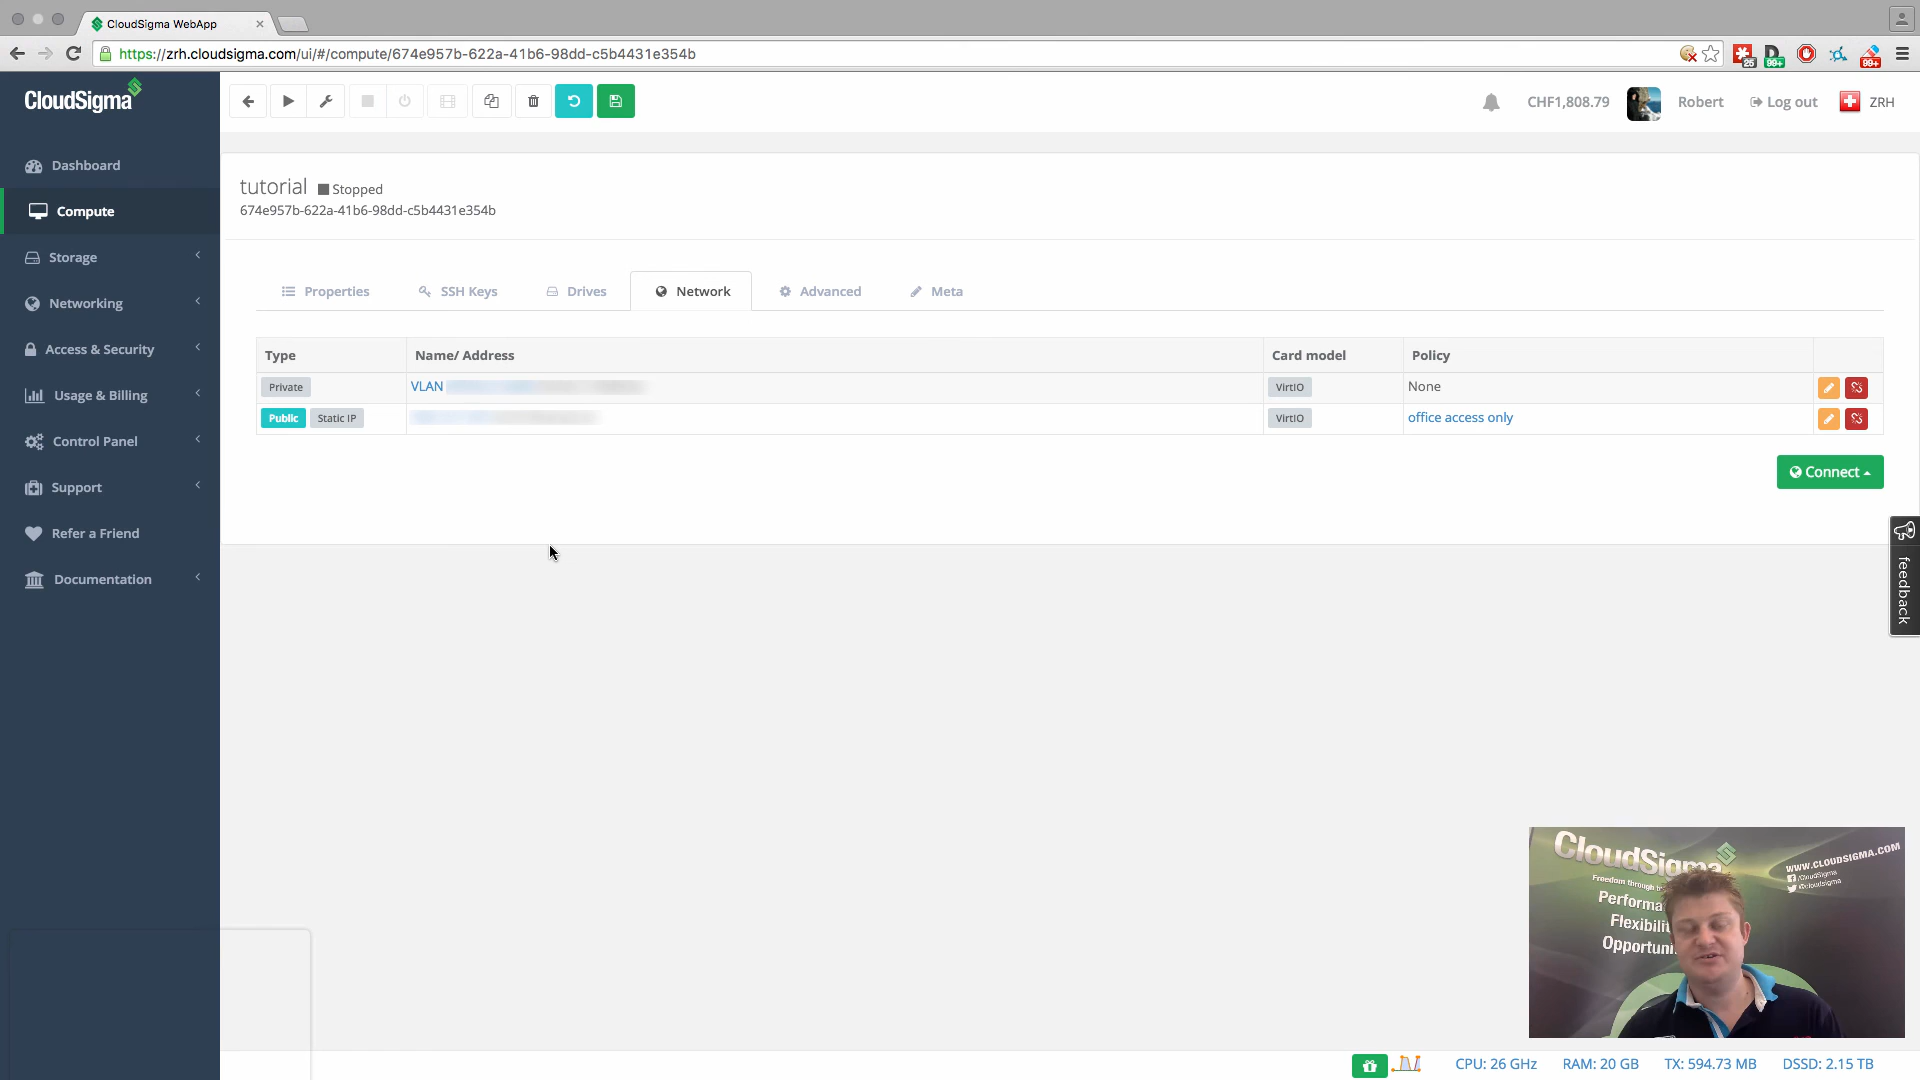 CloudSigma WebApp
https://zrh.cloudsigma.com/ui/#/compute/674e957b-622a-41b6-98dd-c5b4431e354b
25
99+
99+
CloudSigma
CHF1,808.79
Robert
Log out
ZRH
Dashboard
Compute
Storage
Networking
Access & Security
Usage & Billing
Control Panel
Support
Refer a Friend
Documentation
tutorial Stopped
674e957b-622a-41b6-98dd-c5b4431e354b
Properties SSH Keys Drives Network Advanced Meta
Type Name/ Address Card model Policy
Private VLAN VirtIO None
Public Static IP VirtIO office access only
Connect
feedback
CloudSigma
WWW.CLOUDSIGMA.COM
/CloudSigma
@cloudsigma
Freedom through
Performa
Flexibili
Opportun
CPU: 26 GHz RAM: 20 GB TX: 594.73 MB DSSD: 2.15 TB